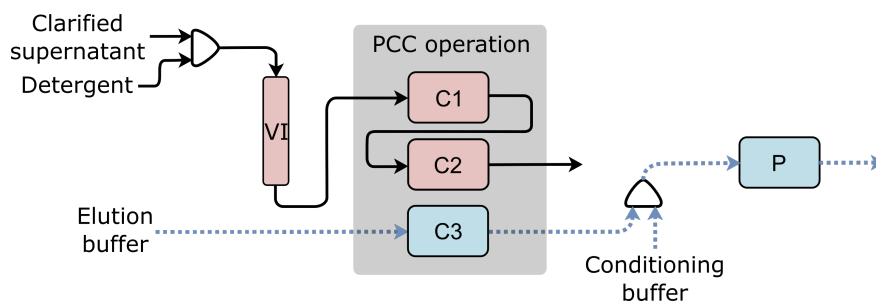 Clarified
supernatant
Detergent
VI
PCC operation
C1
C2
C3
Elution
buffer
P
Conditioning
buffer